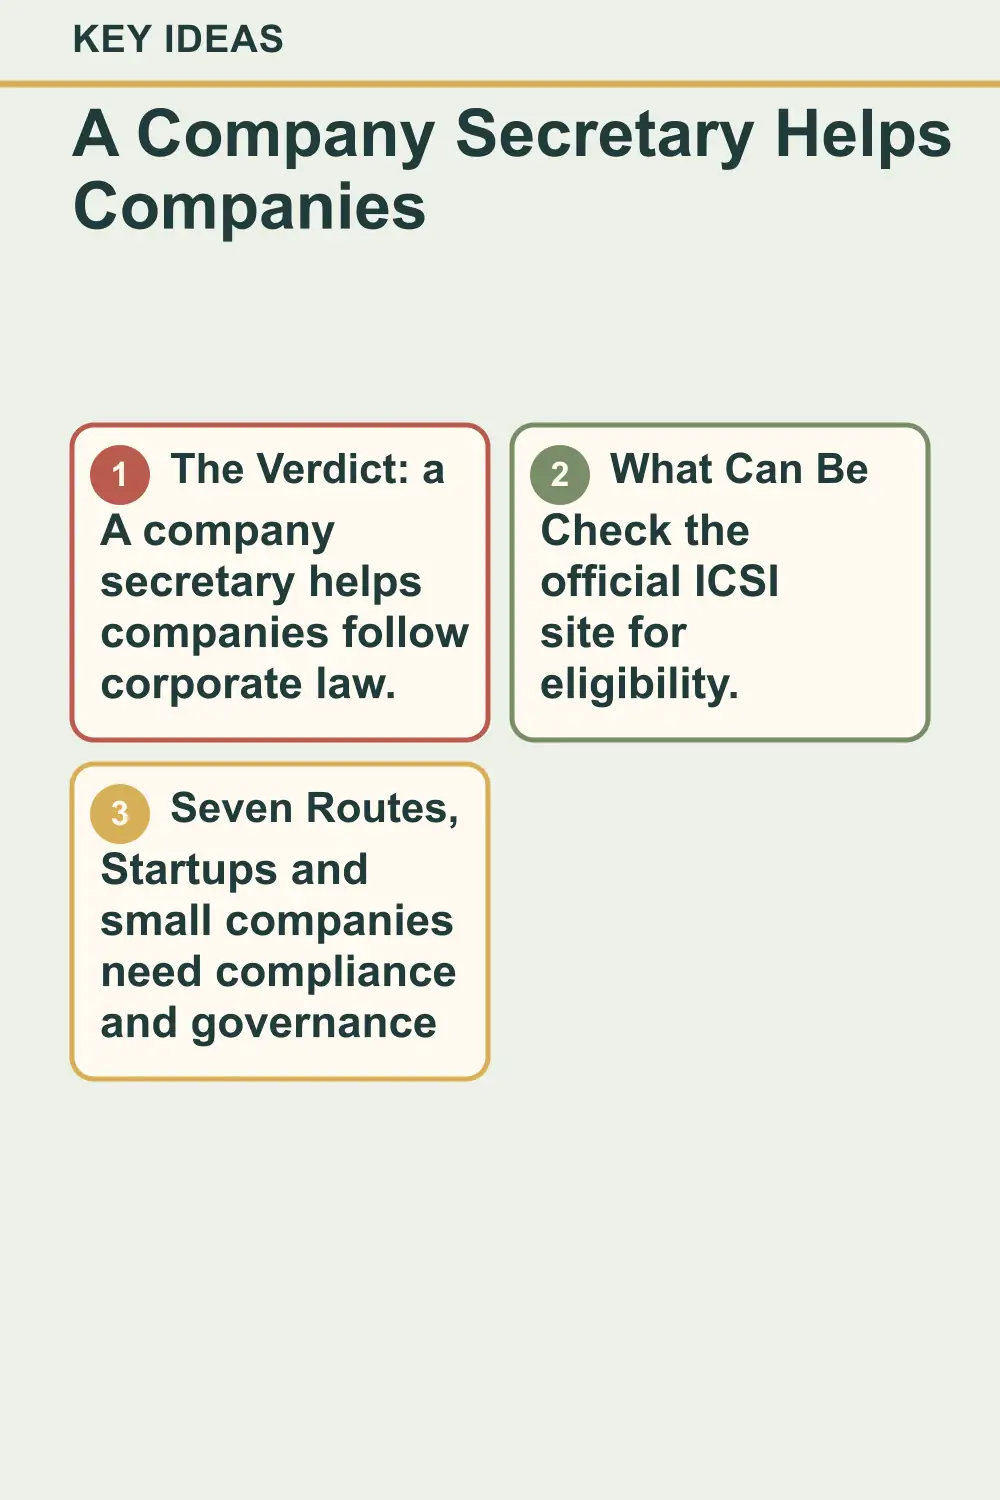 KEY IDEAS
A Company Secretary Helps
Companies
1 The Verdict: a
A company
secretary helps
companies follow
corporate law.
2 What Can Be
Check the
official ICSI
site for
eligibility.
3 Seven Routes,
Startups and
small companies
need compliance
and governance